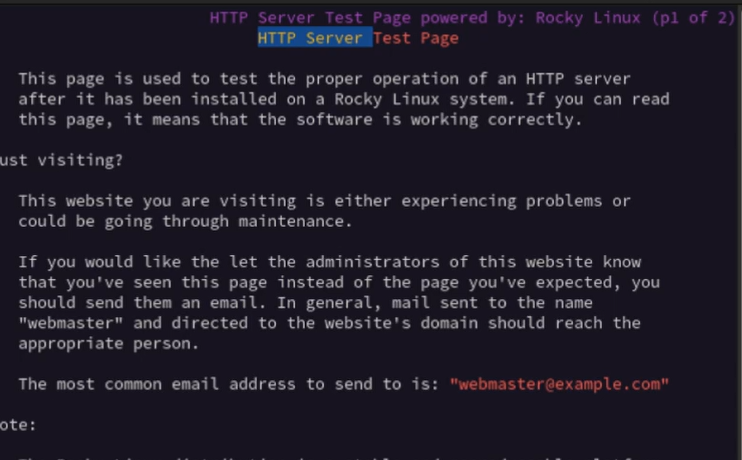 HTTP Server Test Page powered by: Rocky Linux (p1 of 2)
HTTP Server Test Page
This page is used to test the proper operation of an HTTP server
after it has been installed on a Rocky Linux system. If you can read
this page, it means that the software is working correctly.
ust visiting?
This website you are visiting is either experiencing problems or
could be going through maintenance.
If you would like the let the administrators of this website know
that you've seen this page instead of the page you've expected, you
should send them an email. In general, mail sent to the name
"webmaster" and directed to the website's domain should reach the
appropriate person.
The most common email address to send to is: "webmaster@example.com"
ote: